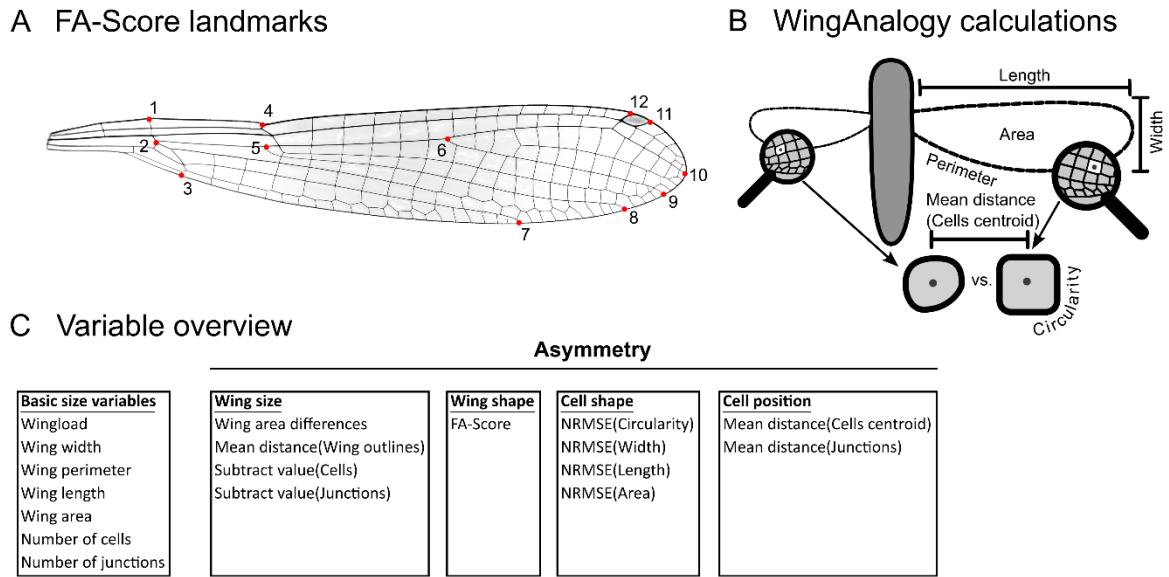 A FA-Score landmarks
1
4
12
11
2
5
6
3
10
9
8
7
B WingAnalogy calculations
Length
Area
Width
Perimeter
Mean distance
(Cells centroid)
vs.
Circularity
C Variable overview
Asymmetry
Basic size variables
Wingload
Wing width
Wing perimeter
Wing length
Wing area
Number of cells
Number of junctions
Wing size
Wing area differences
Mean distance(Wing outlines)
Subtract value(Cells)
Subtract value(Junctions)
Wing shape
FA-Score
Cell shape
NRMSE(Circularity)
NRMSE(Width)
NRMSE(Length)
NRMSE(Area)
Cell position
Mean distance(Cells centroid)
Mean distance(Junctions)